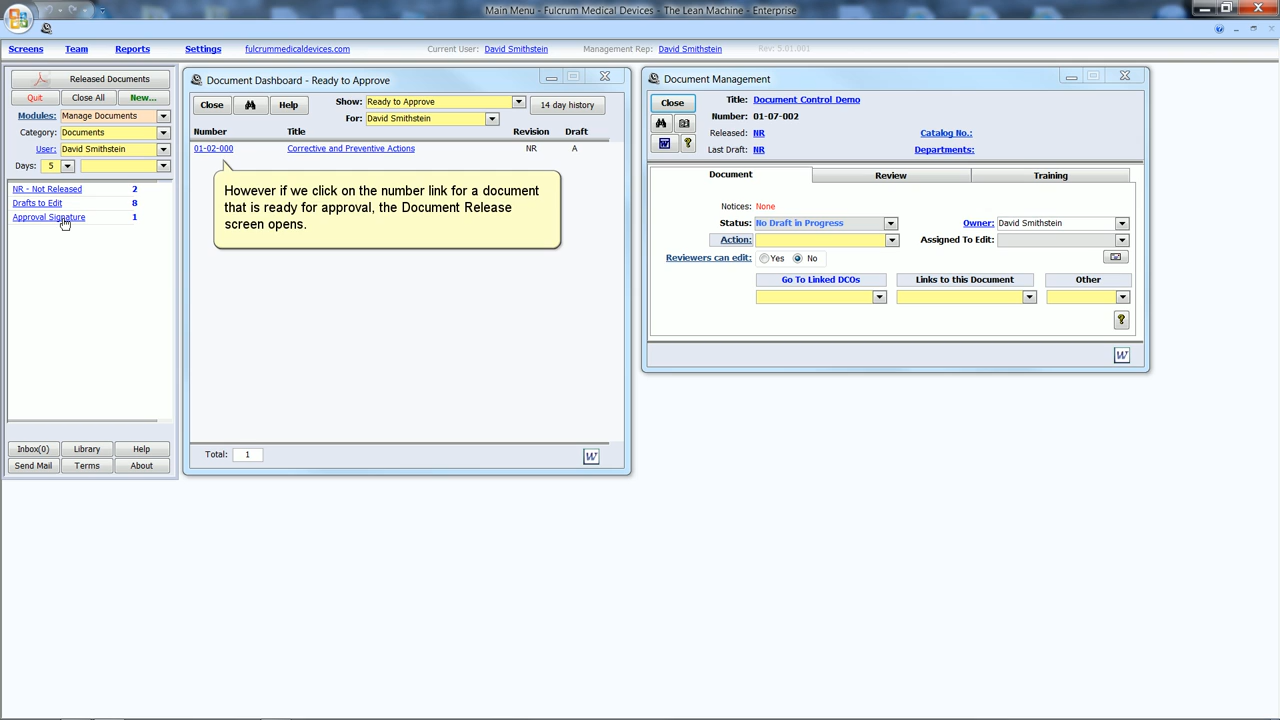 Main Menu - Fulcrum Medical Devices - The Lean Machine - Enterprise
Screens Team Reports Settings fulcrummedicaldevices.com Current User: David Smithstein Management Rep: David Smithstein Rev: 5.01.001
Released Documents
Quit Close All New...
Modules: Manage Documents
Category: Documents
User: David Smithstein
Days: 5
NR - Not Released 2
Drafts to Edit 8
Approval Signature 1
Inbox(0) Library Help
Send Mail Terms About
Document Dashboard - Ready to Approve
Close Help Show: Ready to Approve 14 day history
For: David Smithstein
Number Title Revision Draft
01-02-000 Corrective and Preventive Actions NR A
However if we click on the number link for a document
that is ready for approval, the Document Release
screen opens.
Total: 1 W
Document Management
Close Title: Document Control Demo
Number: 01-07-002
Released: NR Catalog No.:
W ? Last Draft: NR Departments:
Document Review Training
Notices: None
Status: No Draft in Progress Owner: David Smithstein
Action: Assigned To Edit:
Reviewers can edit: Yes No
Go To Linked DCOs Links to this Document Other
?
W